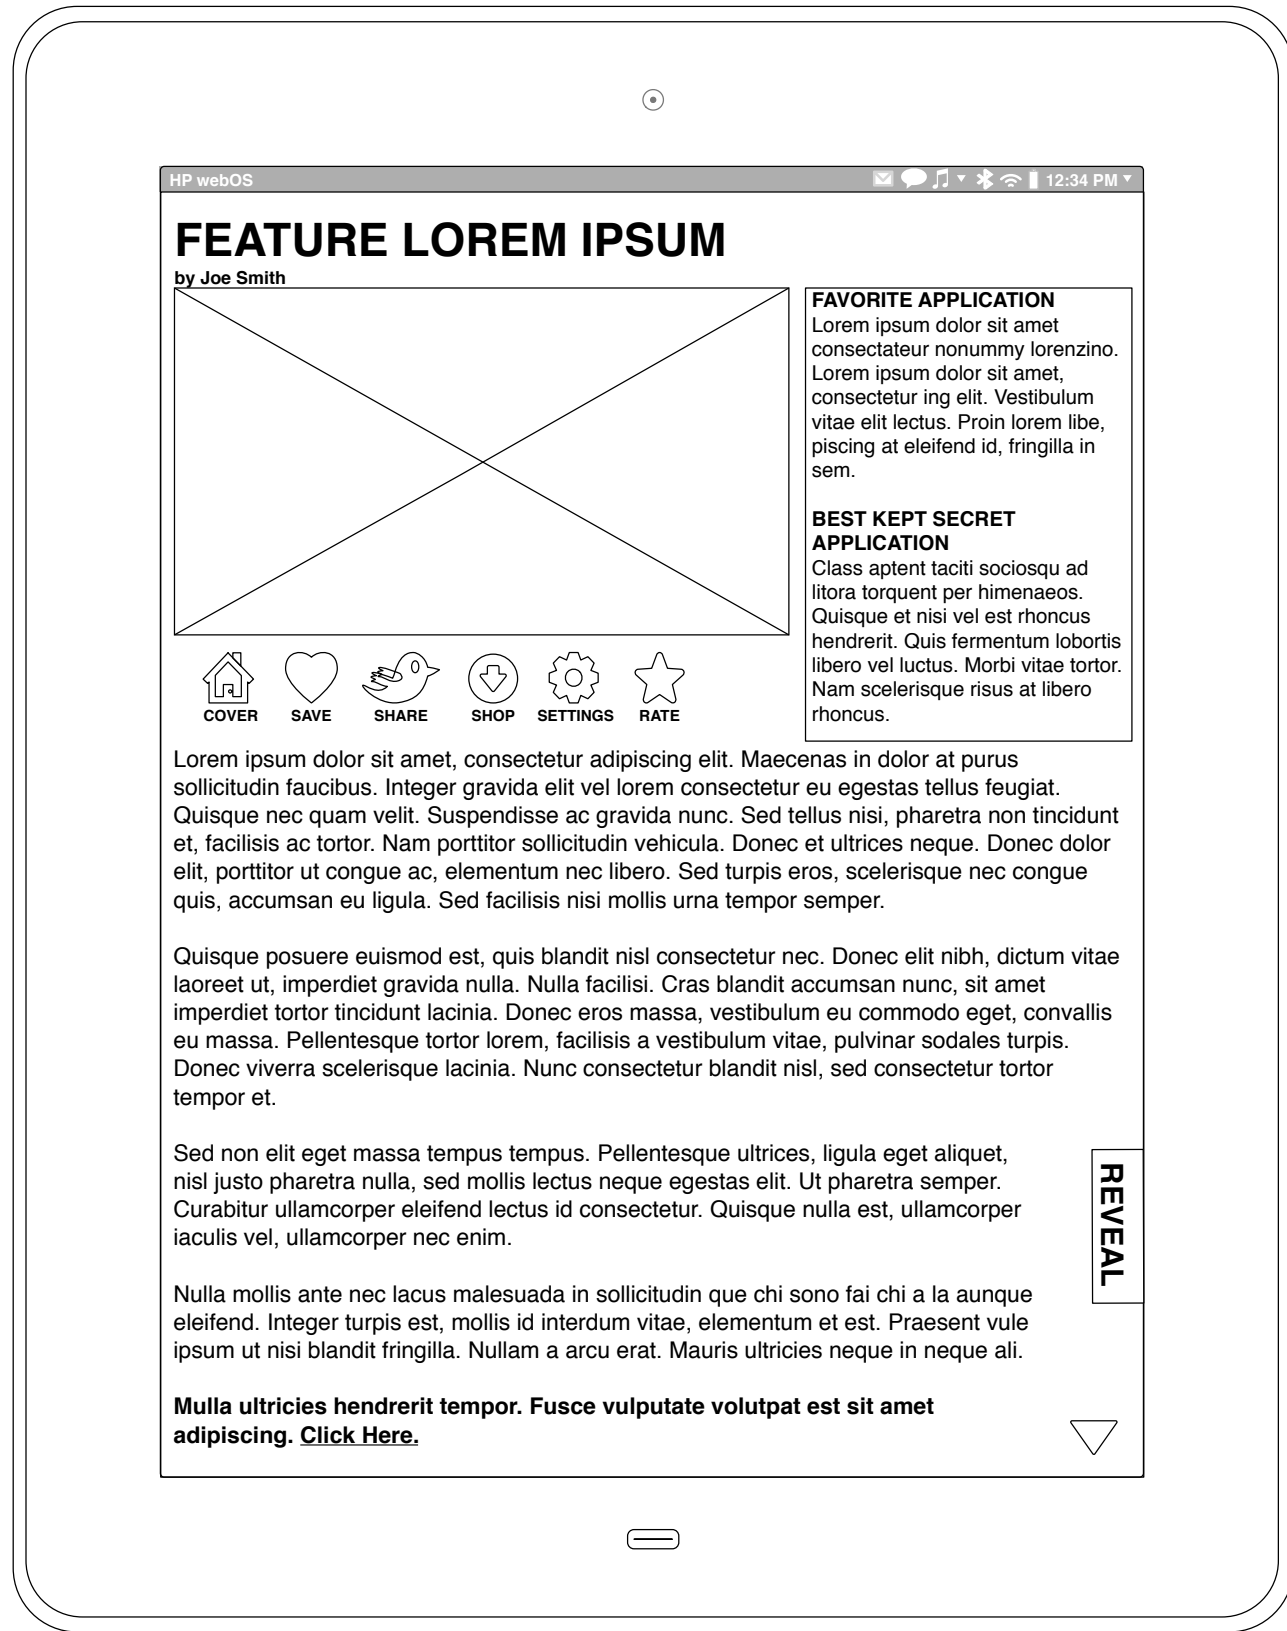 HP webOS
12:34 PM
FEATURE LOREM IPSUM
by Joe Smith
FAVORITE APPLICATION
Lorem ipsum dolor sit amet
consectateur nonummy lorenzino.
Lorem ipsum dolor sit amet,
consectetur ing elit. Vestibulum
vitae elit lectus. Proin lorem libe,
piscing at eleifend id, fringilla in
sem.
BEST KEPT SECRET
APPLICATION
Class aptent taciti sociosqu ad
litora torquent per himenaeos.
Quisque et nisi vel est rhoncus
hendrerit. Quis fermentum lobortis
libero vel luctus. Morbi vitae tortor.
Nam scelerisque risus at libero
rhoncus.
COVER SAVE SHARE SHOP SETTINGS RATE
Lorem ipsum dolor sit amet, consectetur adipiscing elit. Maecenas in dolor at purus
sollicitudin faucibus. Integer gravida elit vel lorem consectetur eu egestas tellus feugiat.
Quisque nec quam velit. Suspendisse ac gravida nunc. Sed tellus nisi, pharetra non tincidunt
et, facilisis ac tortor. Nam porttitor sollicitudin vehicula. Donec et ultrices neque. Donec dolor
elit, porttitor ut congue ac, elementum nec libero. Sed turpis eros, scelerisque nec congue
quis, accumsan eu ligula. Sed facilisis nisi mollis urna tempor semper.
Quisque posuere euismod est, quis blandit nisl consectetur nec. Donec elit nibh, dictum vitae
laoreet ut, imperdiet gravida nulla. Nulla facilisi. Cras blandit accumsan nunc, sit amet
imperdiet tortor tincidunt lacinia. Donec eros massa, vestibulum eu commodo eget, convallis
eu massa. Pellentesque tortor lorem, facilisis a vestibulum vitae, pulvinar sodales turpis.
Donec viverra scelerisque lacinia. Nunc consectetur blandit nisl, sed consectetur tortor
tempor et.
Sed non elit eget massa tempus tempus. Pellentesque ultrices, ligula eget aliquet,
nisl justo pharetra nulla, sed mollis lectus neque egestas elit. Ut pharetra semper.
Curabitur ullamcorper eleifend lectus id consectetur. Quisque nulla est, ullamcorper
iaculis vel, ullamcorper nec enim.
REVEAL
Nulla mollis ante nec lacus malesuada in sollicitudin que chi sono fai chi a la aunque
eleifend. Integer turpis est, mollis id interdum vitae, elementum et est. Praesent vule
ipsum ut nisi blandit fringilla. Nullam a arcu erat. Mauris ultricies neque in neque ali.
Mulla ultricies hendrerit tempor. Fusce vulputate volutpat est sit amet
adipiscing. Click Here.